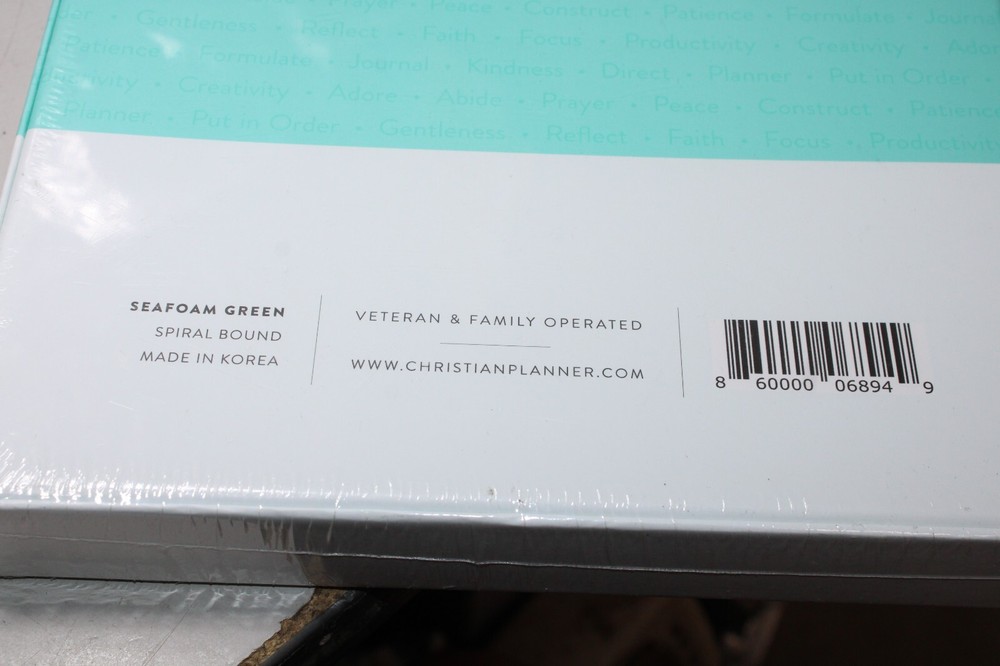 Prayer • Peace • Construct • Patience • Formulate • Journal
Gentleness • Reflect • Faith • Focus • Productivity • Creativity • Ador
Patience • Formulate • Journal • Kindness • Direct • Planner • Put in Order •
Creativity • Adore • Abide • Prayer • Peace • Construct • Patience
Planner • Put in Order • Gentleness • Reflect • Faith • Focus • Productivity
SEAFOAM GREEN
SPIRAL BOUND
MADE IN KOREA
VETERAN & FAMILY OPERATED
WWW.CHRISTIANPLANNER.COM
8 60000 06894 9